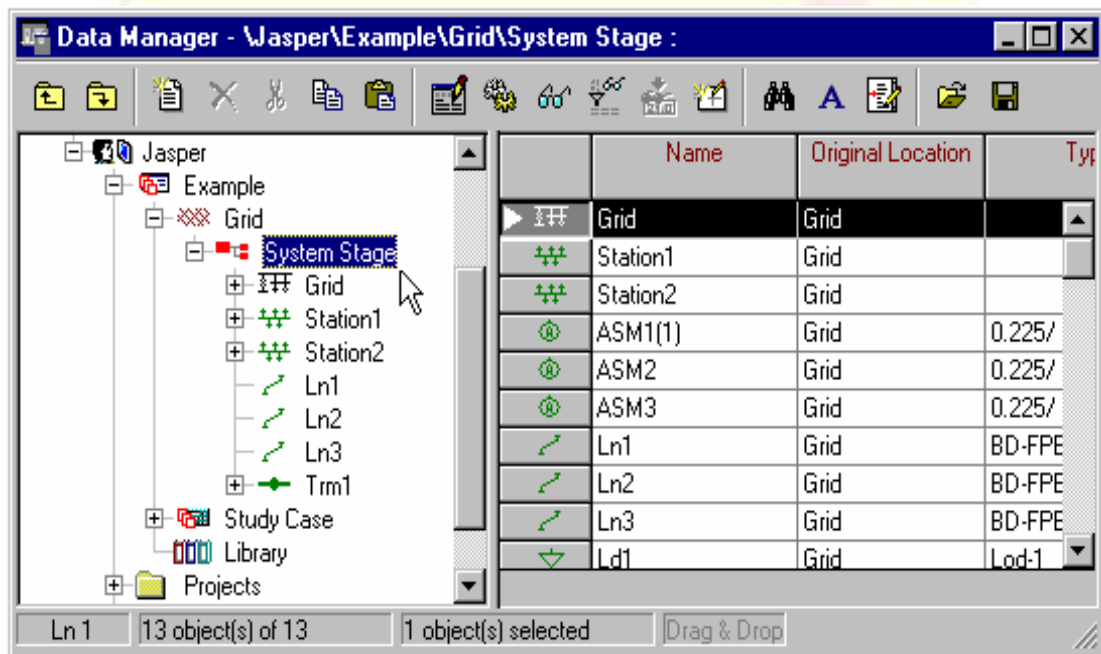 Data Manager - \Jasper\Example\Grid\System Stage :
A
Jasper
Example
Grid
System Stage
Grid
Station1
Station2
Ln1
Ln2
Ln3
Trm1
Study Case
Library
Projects
Name Original Location Typ
Grid Grid
Station1 Grid
Station2 Grid
ASM1(1) Grid 0.225/
ASM2 Grid 0.225/
ASM3 Grid 0.225/
Ln1 Grid BD-FPE
Ln2 Grid BD-FPE
Ln3 Grid BD-FPE
Ld1 Grid Lod-1
Ln 1 13 object(s) of 13 1 object(s) selected Drag & Drop